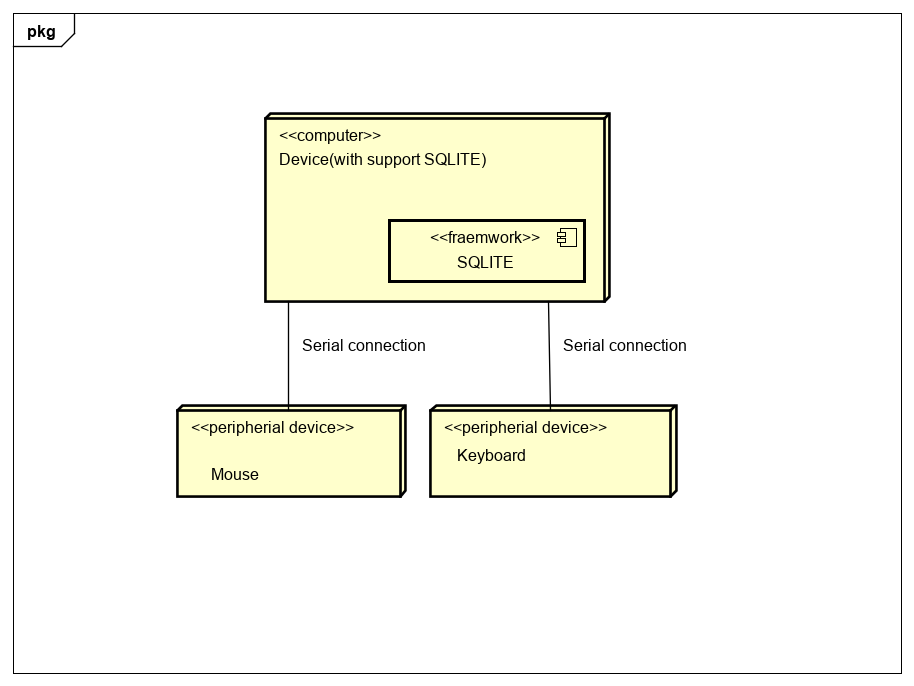 pkg
<<computer>>
Device(with support SQLITE)
<<fraemwork>>
SQLITE
Serial connection
Serial connection
<<peripherial device>>
Mouse
<<peripherial device>>
Keyboard